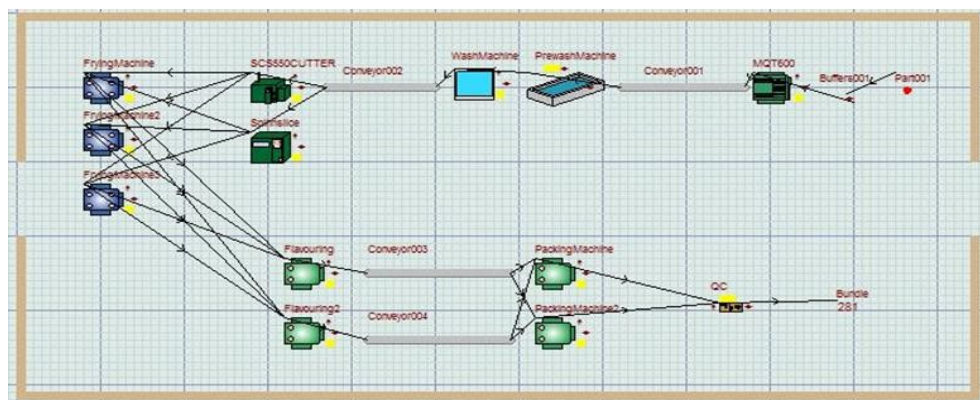 FryingMachine
SCS550CUTTER
Conveyor002
WashMachine
PrewashMachine
Conveyor001
MQT600
Buffers001
Part001
FryingMachine2
Spinnslice
FryingMachine3
Flavouring
Conveyor003
PackingMachine
QC
Bundle
281
Flavouring2
Conveyor004
PackingMachine2